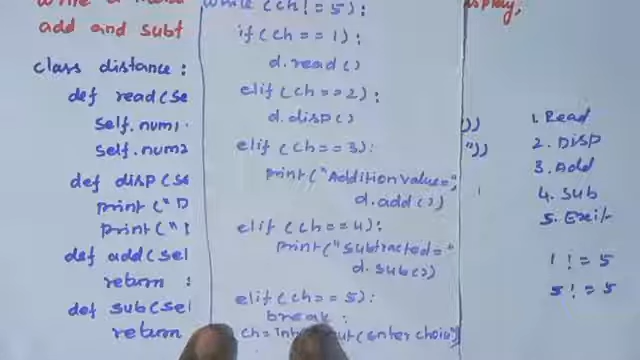 add and subt
class distance :
def read(se
self.num1.
self.num2
def disp(se
print("D
print("
def add(sel
return :
def sub(sel
return
while(ch!=5):
if(ch==1):
d.read()
elif(ch==2):
d.disp()
elif(ch==3):
print("Addition value=",
d.add())
elif(ch==4):
print("Subtracted="
d.sub())
elif(ch==5):
break;
(enter choice")
display,
))
"))
1. Read
2. Disp
3. Add
4. Sub
5. Exit
1!=5
5!=5